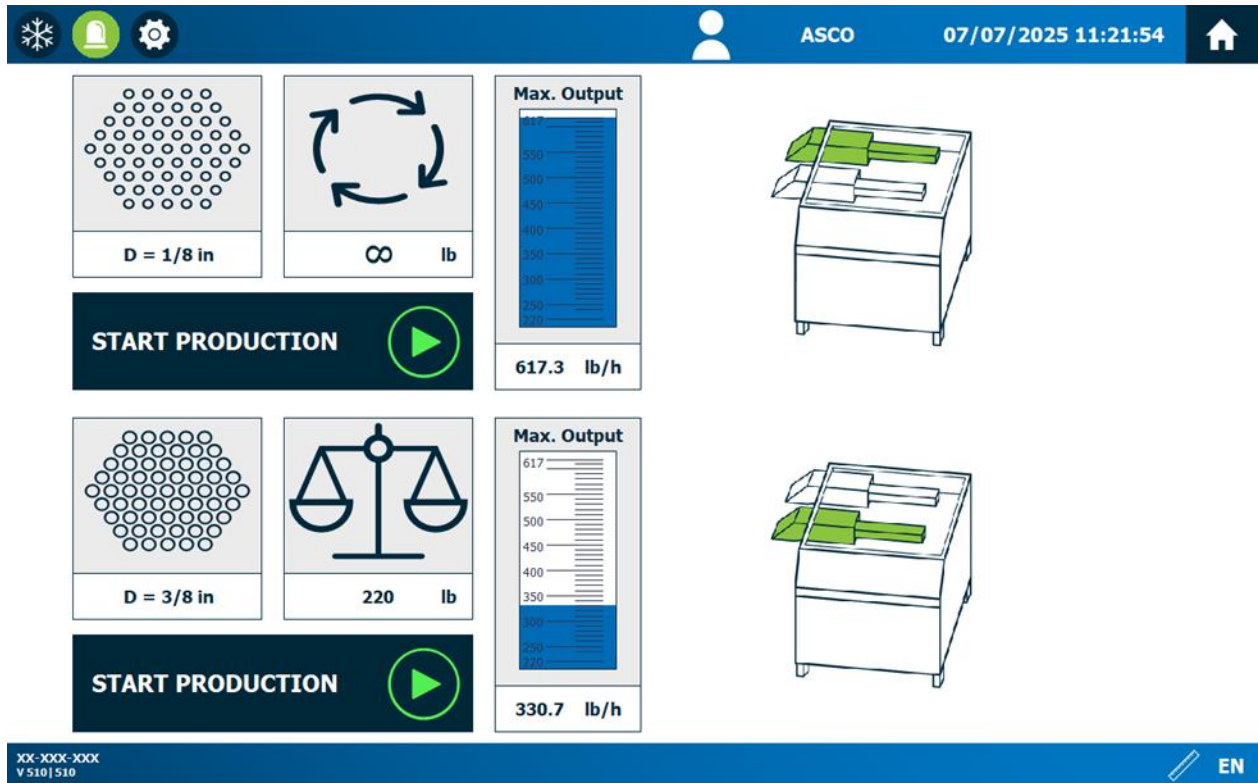 ASCO 07/07/2025 11:21:54
Max. Output
617
550
500
450
400
350
300
250
220
D = 1/8 in
∞ lb
START PRODUCTION
617.3 lb/h
Max. Output
617
550
500
450
400
350
300
250
220
D = 3/8 in
220 lb
START PRODUCTION
330.7 lb/h
XX-XXX-XXX
V 510 | 510
EN